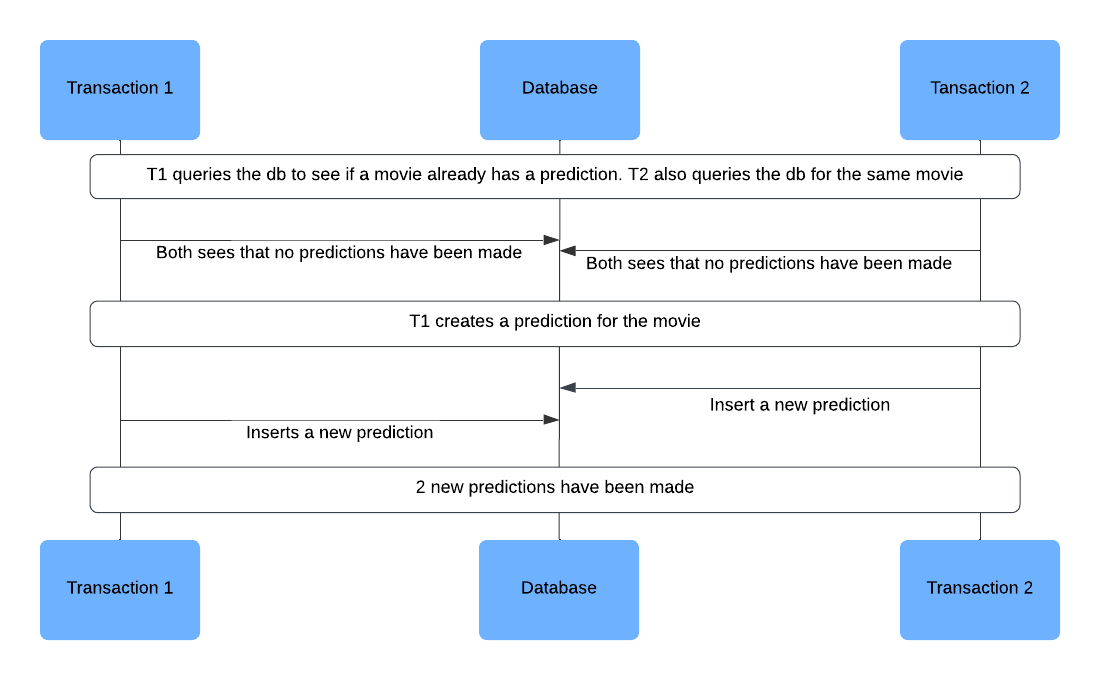 Transaction 1
Database
Tansaction 2
T1 queries the db to see if a movie already has a prediction. T2 also queries the db for the same movie
Both sees that no predictions have been made
Both sees that no predictions have been made
T1 creates a prediction for the movie
Insert a new prediction
Inserts a new prediction
2 new predictions have been made
Transaction 1
Database
Transaction 2